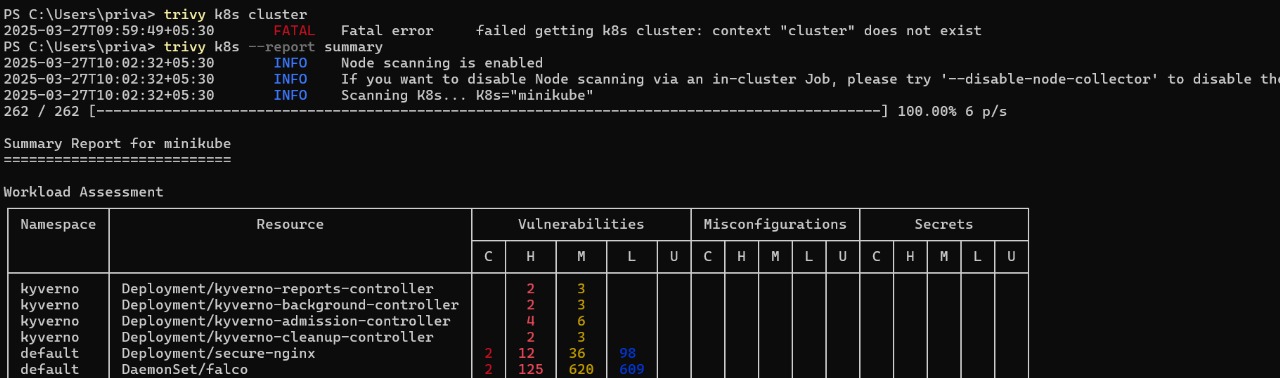 PS C:\Users\priva> trivy k8s cluster
2025-03-27T09:59:49+05:30 FATAL Fatal error failed getting k8s cluster: context "cluster" does not exist
PS C:\Users\priva> trivy k8s --report summary
2025-03-27T10:02:32+05:30 INFO Node scanning is enabled
2025-03-27T10:02:32+05:30 INFO If you want to disable Node scanning via an in-cluster Job, please try '--disable-node-collector' to disable the
2025-03-27T10:02:32+05:30 INFO Scanning K8s... K8s="minikube"
262 / 262 [---------------------------------------------------------------------------------------------] 100.00% 6 p/s
Summary Report for minikube
===========================
Workload Assessment
Namespace Resource Vulnerabilities Misconfigurations Secrets
C H M L U C H M L U C H M L U
kyverno Deployment/kyverno-reports-controller 2 3
kyverno Deployment/kyverno-background-controller 2 3
kyverno Deployment/kyverno-admission-controller 4 6
kyverno Deployment/kyverno-cleanup-controller 2 3
default Deployment/secure-nginx 2 12 36 98
default DaemonSet/falco 2 125 620 609